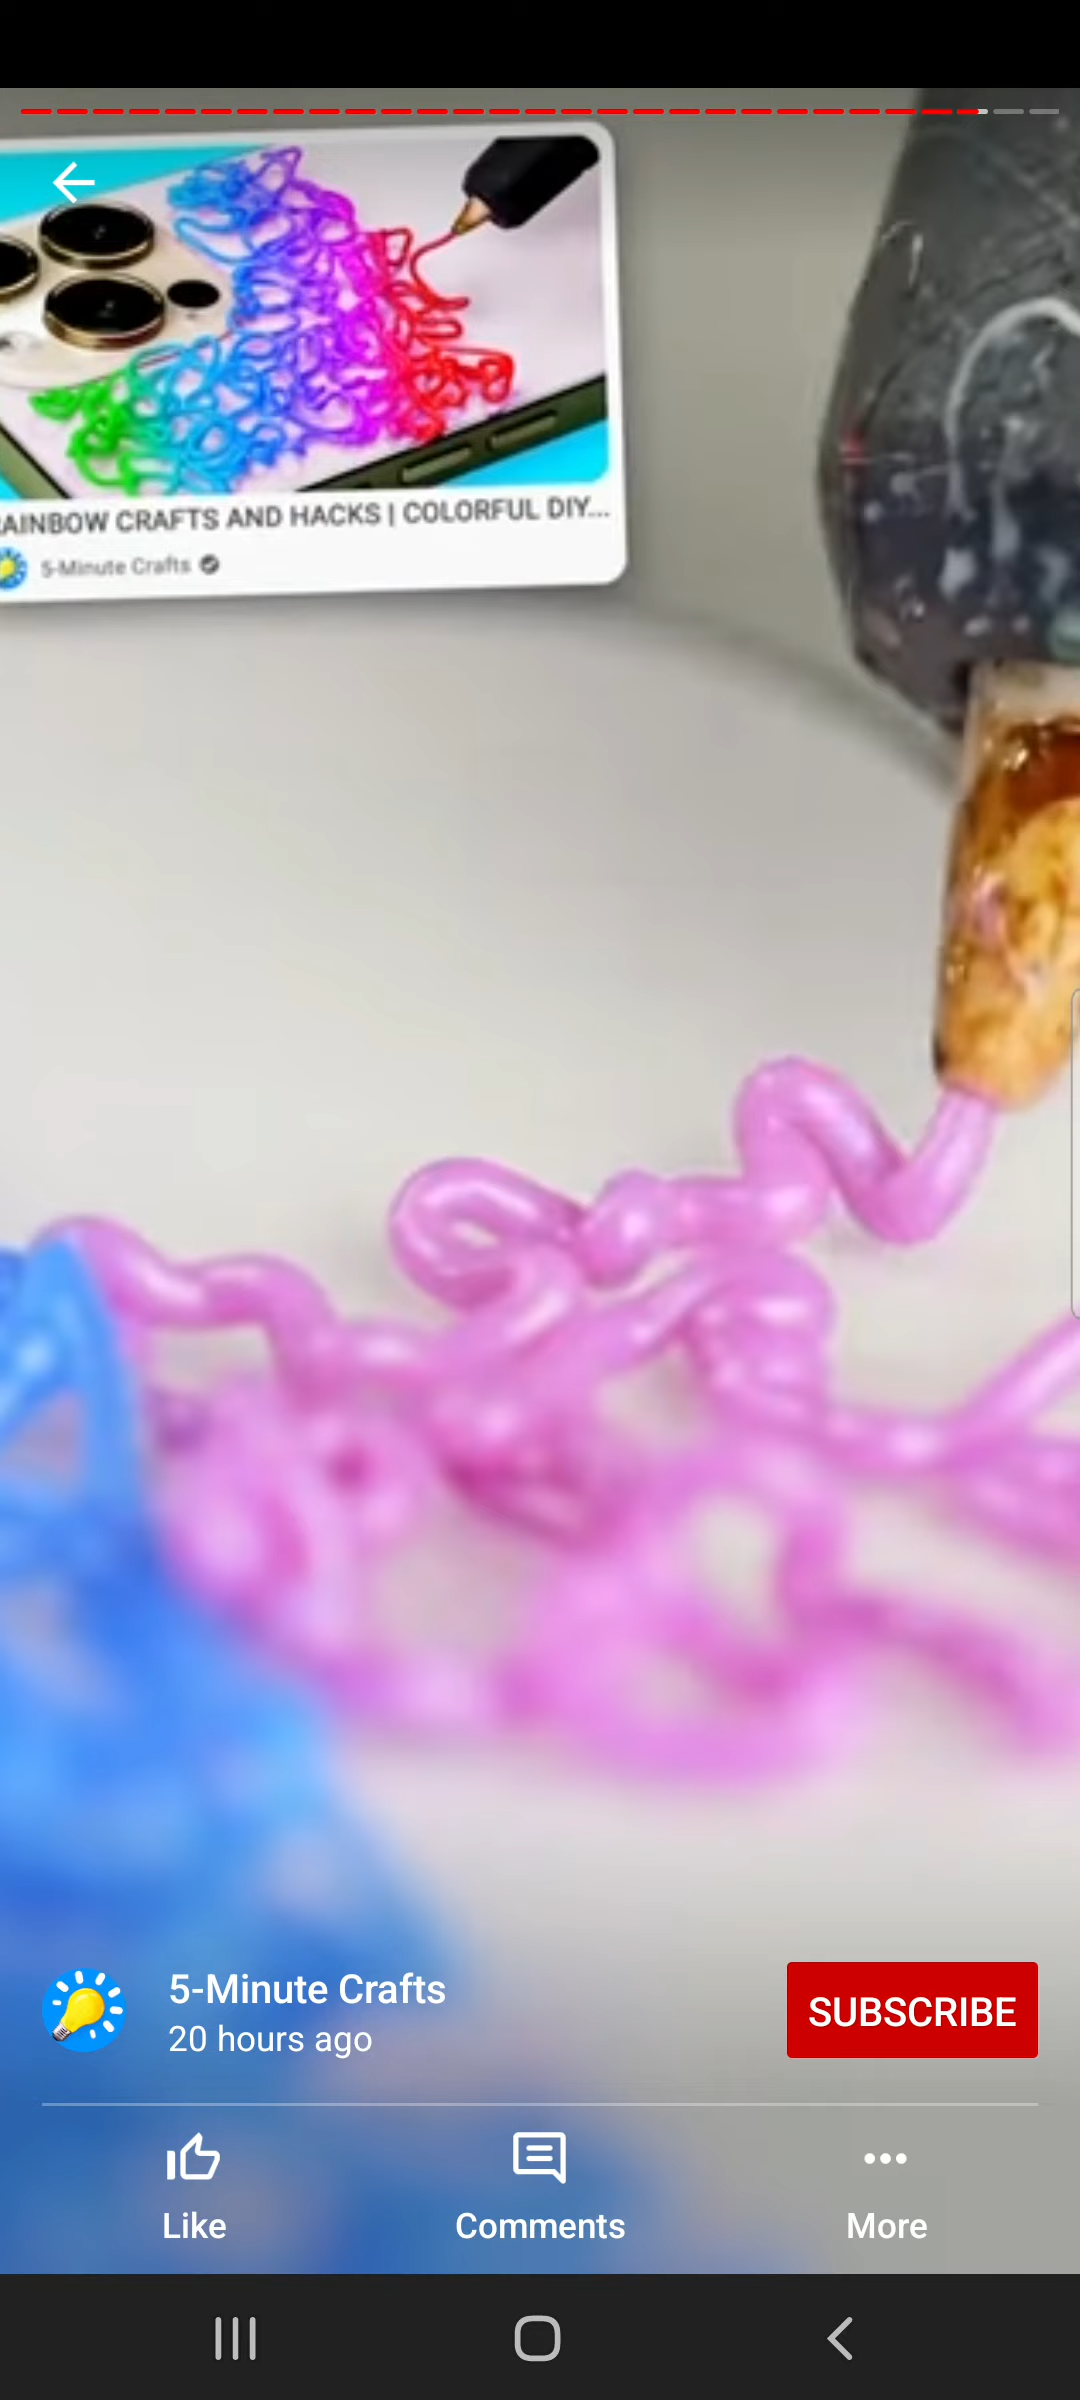 AINBOW CRAFTS AND HACKS | COLORFUL DIY...
5-Minute Crafts
5-Minute Crafts
20 hours ago
SUBSCRIBE
Like
Comments
More